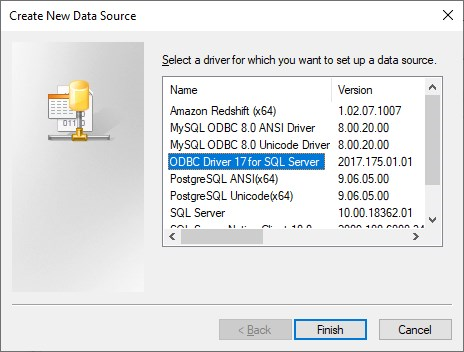 Create New Data Source
Select a driver for which you want to set up a data source.
Name Version
Amazon Redshift (x64) 1.02.07.1007
MySQL ODBC 8.0 ANSI Driver 8.00.20.00
MySQL ODBC 8.0 Unicode Driver 8.00.20.00
ODBC Driver 17 for SQL Server 2017.175.01.01
PostgreSQL ANSI(x64) 9.06.05.00
PostgreSQL Unicode(x64) 9.06.05.00
SQL Server 10.00.18362.01
< Back Finish Cancel